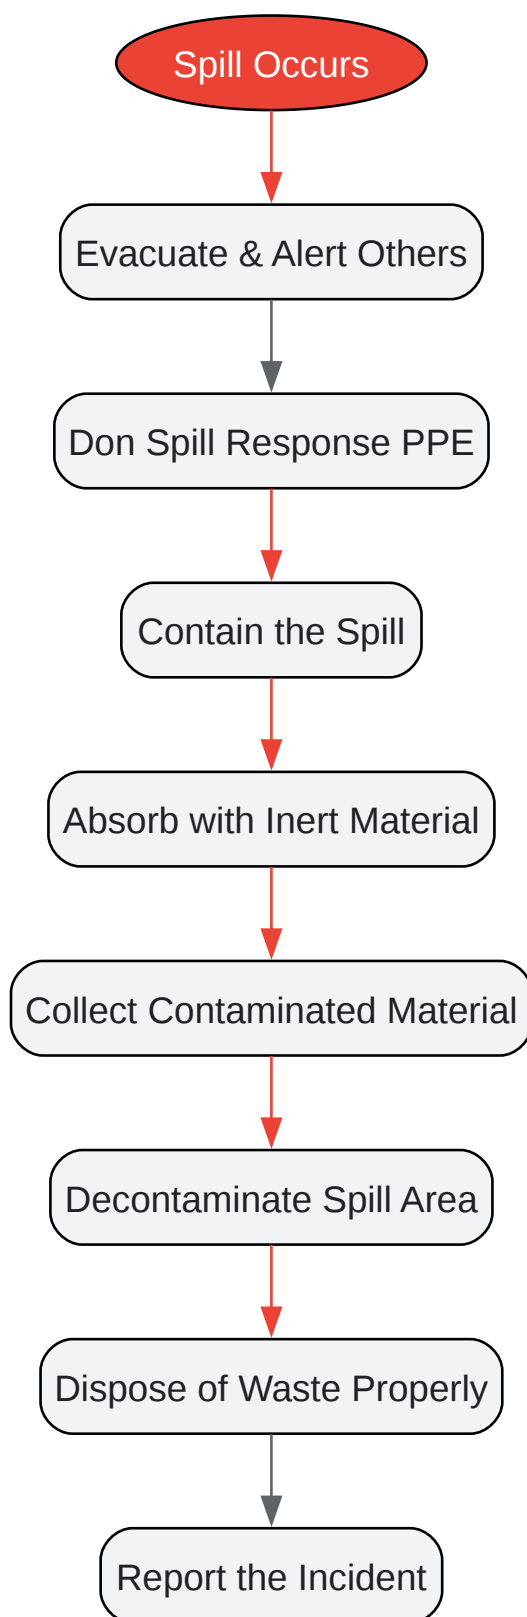 Spill Occurs
Evacuate & Alert Others
Don Spill Response PPE
Contain the Spill
Absorb with Inert Material
Collect Contaminated Material
Decontaminate Spill Area
Dispose of Waste Properly
Report the Incident